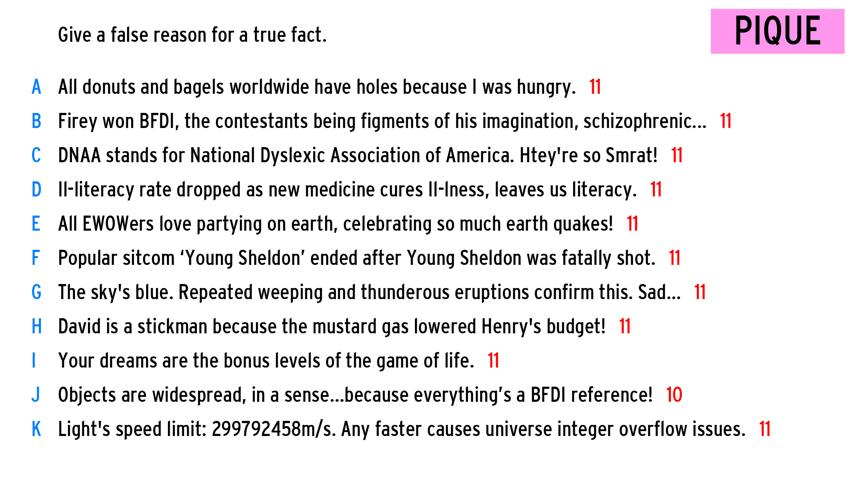 Give a false reason for a true fact.
PIQUE
A All donuts and bagels worldwide have holes because I was hungry. 11
B Firey won BFDI, the contestants being figments of his imagination, schizophrenic... 11
C DNAA stands for National Dyslexic Association of America. Htey're so Smrat! 11
D Il-literacy rate dropped as new medicine cures Il-lness, leaves us literacy. 11
E All EWOWers love partying on earth, celebrating so much earth quakes! 11
F Popular sitcom ‘Young Sheldon’ ended after Young Sheldon was fatally shot. 11
G The sky's blue. Repeated weeping and thunderous eruptions confirm this. Sad... 11
H David is a stickman because the mustard gas lowered Henry's budget! 11
I Your dreams are the bonus levels of the game of life. 11
J Objects are widespread, in a sense...because everything’s a BFDI reference! 10
K Light's speed limit: 299792458m/s. Any faster causes universe integer overflow issues. 11